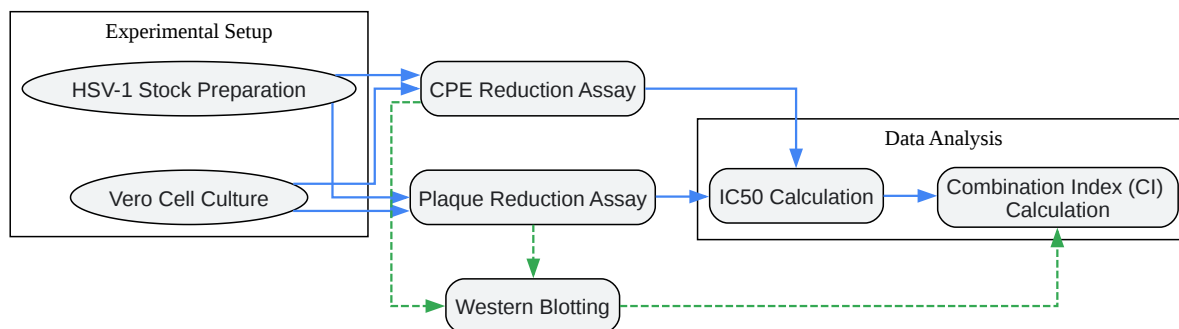 Experimental Setup
HSV-1 Stock Preparation
Vero Cell Culture
CPE Reduction Assay
Plaque Reduction Assay
Western Blotting
Data Analysis
IC50 Calculation
Combination Index (CI)
Calculation